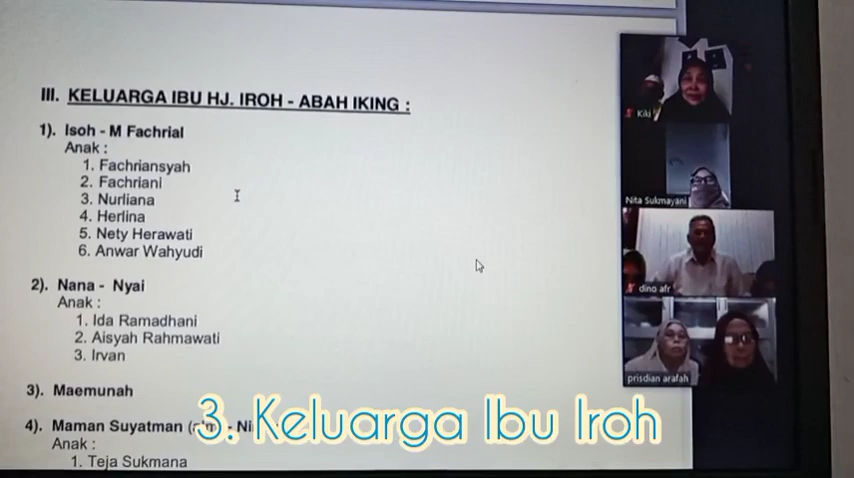 III. KELUARGA IBU HJ. IROH - ABAH IKING :
1). Isoh - M Fachrial
Anak :
1. Fachriansyah
2. Fachriani
3. Nurliana
4. Herlina
5. Nety Herawati
6. Anwar Wahyudi
2). Nana - Nyai
Anak :
1. Ida Ramadhani
2. Aisyah Rahmawati
3. Irvan
3). Maemunah
4). Maman Suyatman
Anak :
1. Teja Sukmana
Kiki
Nita Sukmayani
dino afr
prisdian arafah
3. Keluarga Ibu Iroh